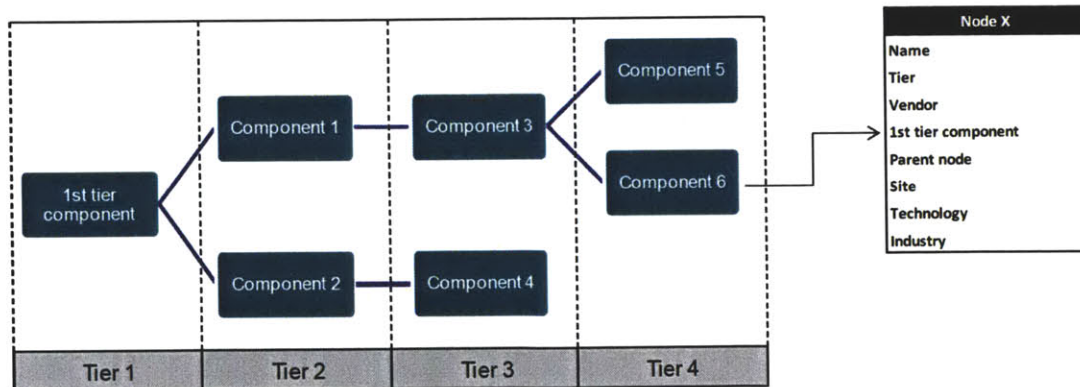 Node X
Name
Tier
Vendor
1st tier component
Parent node
Site
Technology
Industry
Component 5
Component 1
Component 3
Component 6
1st tier
component
Component 2
Component 4
Tier 1
Tier 2
Tier 3
Tier 4